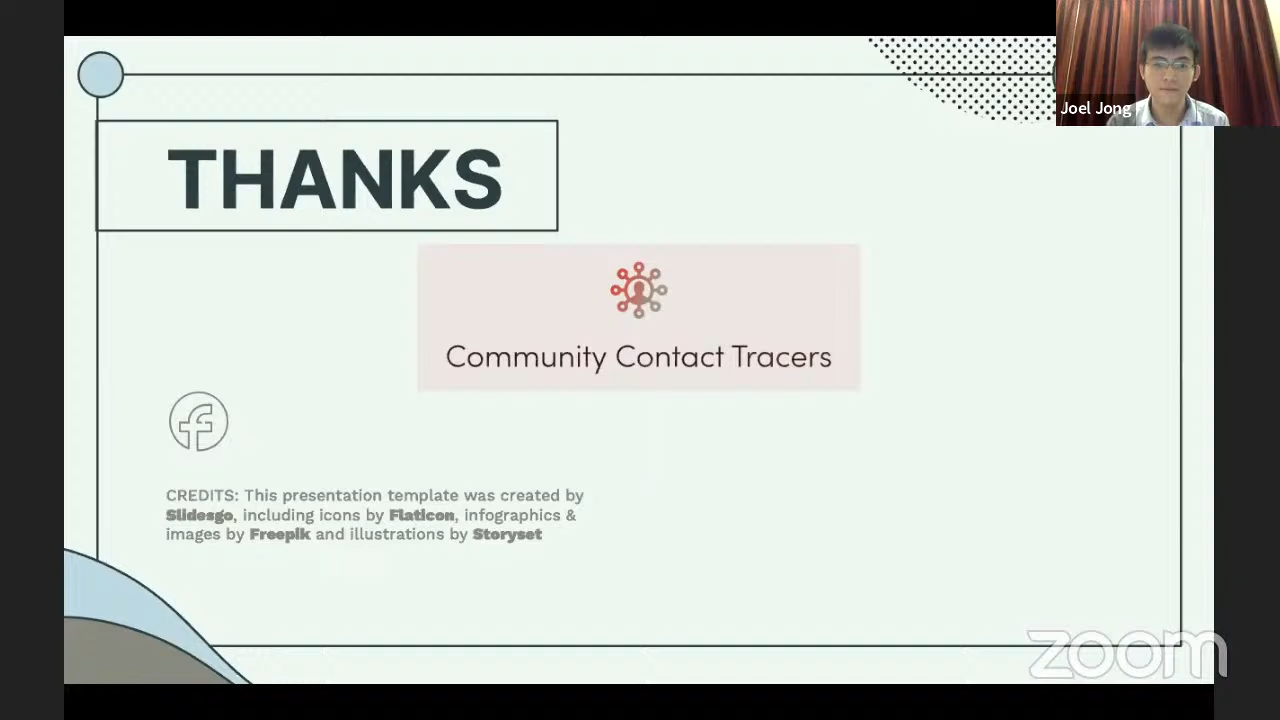 Joel Jong
THANKS
Community Contact Tracers
CREDITS: This presentation template was created by
Slidesgo, including icons by Flaticon, infographics &
images by Freepik and illustrations by Storyset
zoom